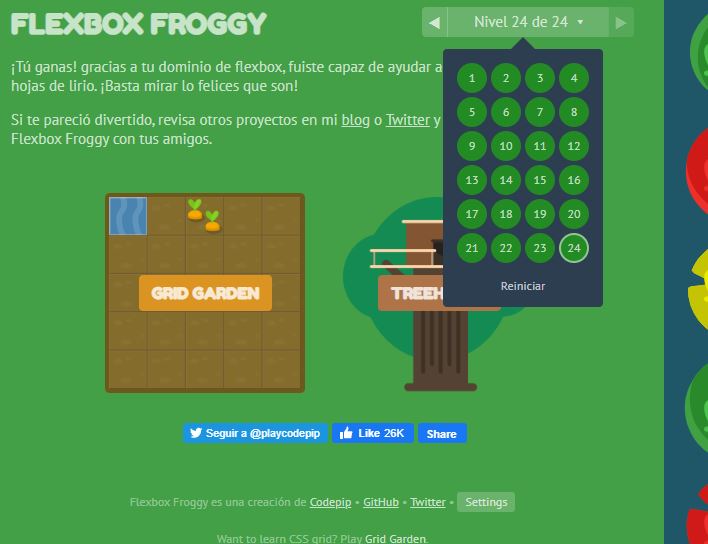 FLEXBOX FROGGY
Nivel 24 de 24
¡Tú ganas! gracias a tu dominio de flexbox, fuiste capaz de ayudar a
hojas de lirio. ¡Basta mirar lo felices que son!
Si te pareció divertido, revisa otros proyectos en mi blog o Twitter y
Flexbox Froggy con tus amigos.
1 2 3 4
5 6 7 8
9 10 11 12
13 14 15 16
17 18 19 20
21 22 23 24
Reiniciar
GRID GARDEN
Seguir a @playcodepip
Like 26K
Share
Flexbox Froggy es una creación de Codepip • GitHub • Twitter • Settings
Want to learn CSS grid? Play Grid Garden.